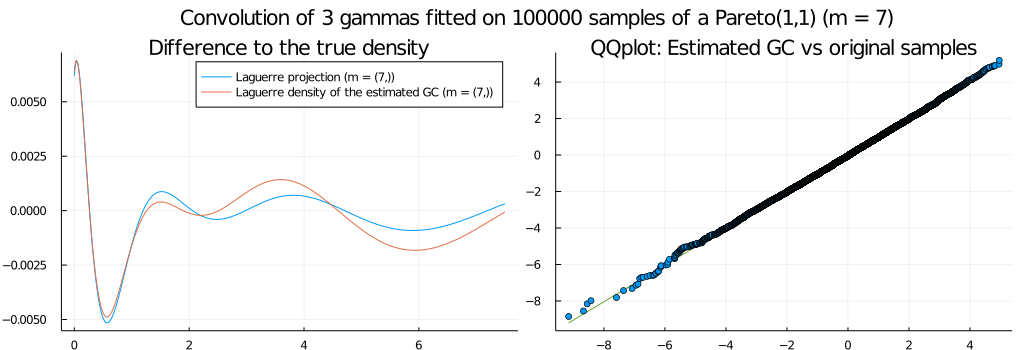 Convolution of 3 gammas fitted on 100000 samples of a Pareto(1,1) (m = 7)
Difference to the true density
Laguerre projection (m = (7,))
Laguerre density of the estimated GC (m = (7,))
0.0050
0.0025
0.0000
−0.0025
−0.0050
0 2 4 6
QQplot: Estimated GC vs original samples
4
2
0
−2
−4
−6
−8
−8 −6 −4 −2 0 2 4